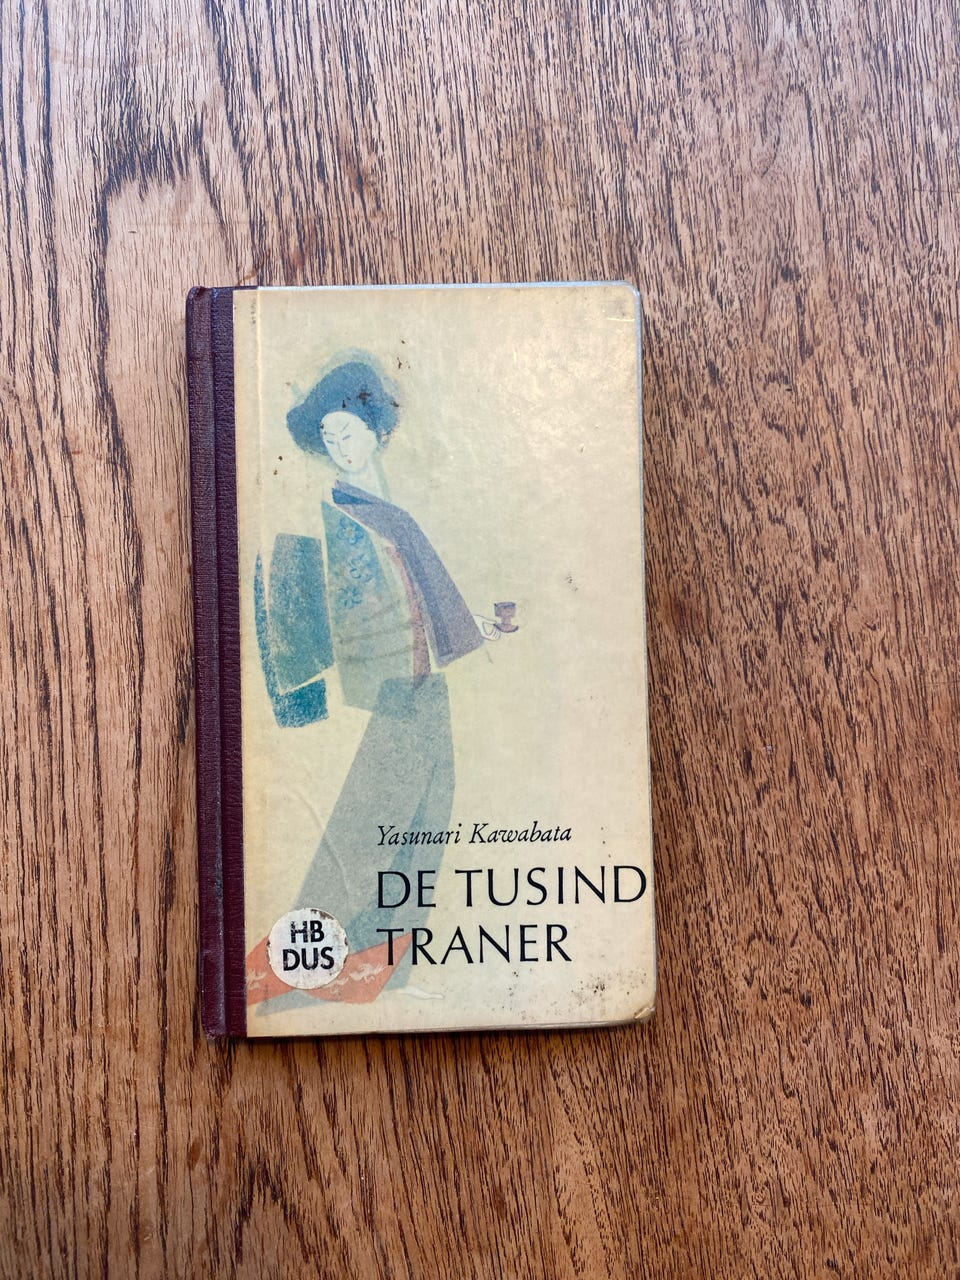 Yasunari Kawabata
DE TUSIND
TRANER
HB
DUS